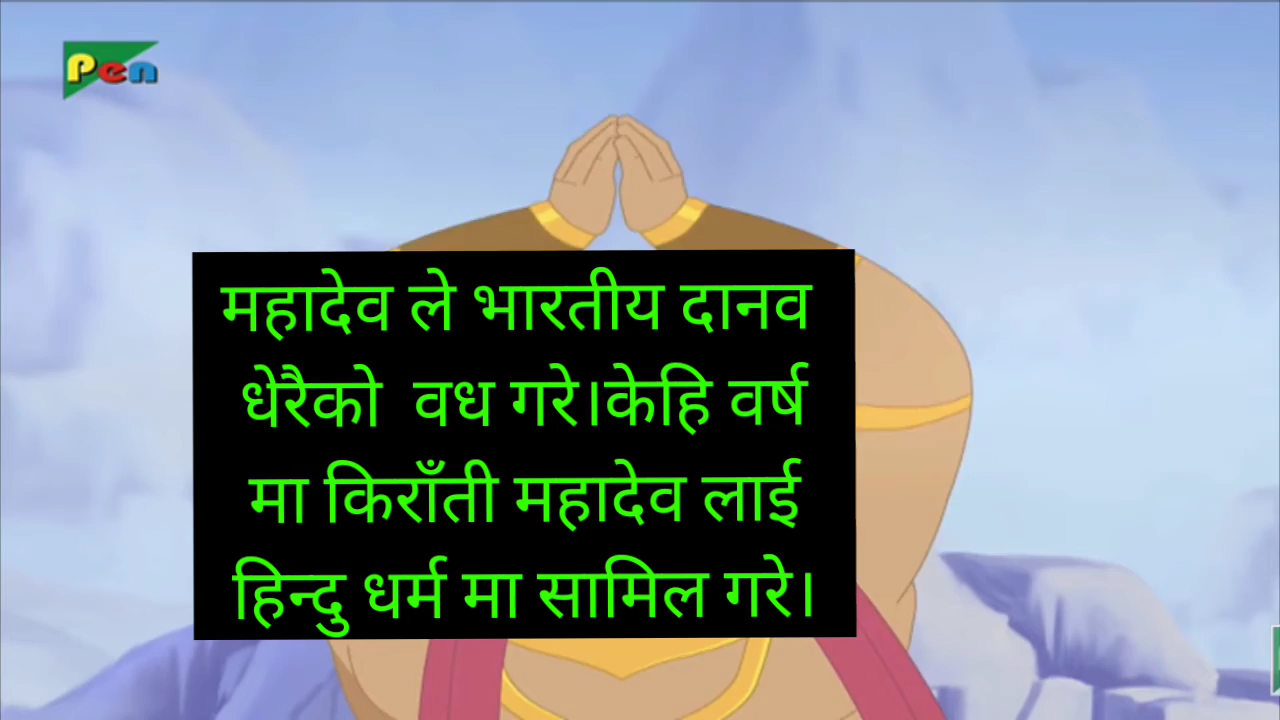 Pen
महादेव ले भारतीय दानव
धेरैको वध गरे।केहि वर्ष
मा किराँती महादेव लाई
हिन्दु धर्म मा सामिल गरे।